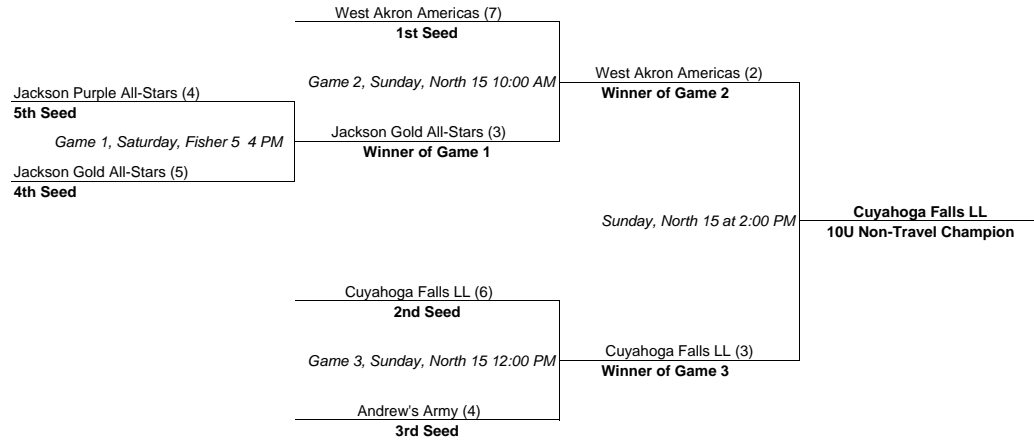 West Akron Americas (7)
1st Seed
Game 2, Sunday, North 15 10:00 AM
West Akron Americas (2)
Winner of Game 2
Jackson Purple All-Stars (4)
5th Seed
Game 1, Saturday, Fisher 5  4 PM
Jackson Gold All-Stars (3)
Winner of Game 1
Jackson Gold All-Stars (5)
4th Seed
Sunday, North 15 at 2:00 PM
Cuyahoga Falls LL
10U Non-Travel Champion
Cuyahoga Falls LL (6)
2nd Seed
Game 3, Sunday, North 15 12:00 PM
Cuyahoga Falls LL (3)
Winner of Game 3
Andrew's Army (4)
3rd Seed